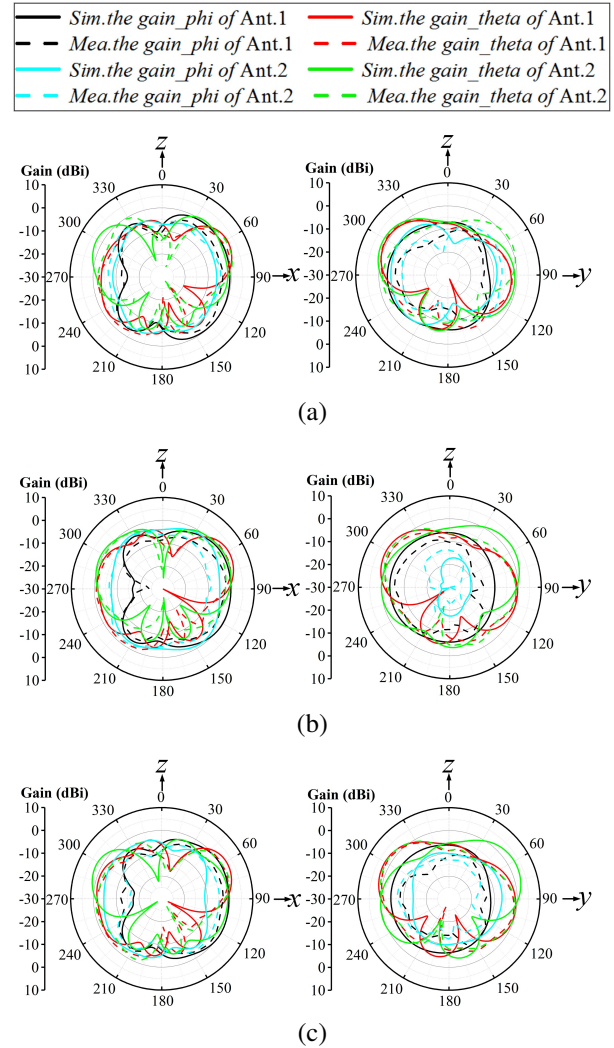 Sim.the gain_phi of Ant.1 Sim.the gain_theta of Ant.1
Mea.the gain_phi of Ant.1 Mea.the gain_theta of Ant.1
Sim.the gain_phi of Ant.2 Sim.the gain_theta of Ant.2
Mea.the gain_phi of Ant.2 Mea.the gain_theta of Ant.2
z z
Gain (dBi) 0 Gain (dBi) 0
10 330 30 10 330 30
0 0
-10 300 60 -10 300 60
-20 -20
-30 270 90 x -30 270 90 y
-20 -20
-10 240 120 -10 240 120
0 0
10 210 150 10 210 150
180 180
(a)
z z
Gain (dBi) 0 Gain (dBi) 0
10 330 30 10 330 30
0 0
-10 300 60 -10 300 60
-20 -20
-30 270 90 x -30 270 90 y
-20 -20
-10 240 120 -10 240 120
0 0
10 210 150 10 210 150
180 180
(b)
z z
Gain (dBi) 0 Gain (dBi) 0
10 330 30 10 330 30
0 0
-10 300 60 -10 300 60
-20 -20
-30 270 90 x -30 270 90 y
-20 -20
-10 240 120 -10 240 120
0 0
10 210 150 10 210 150
180 180
(c)